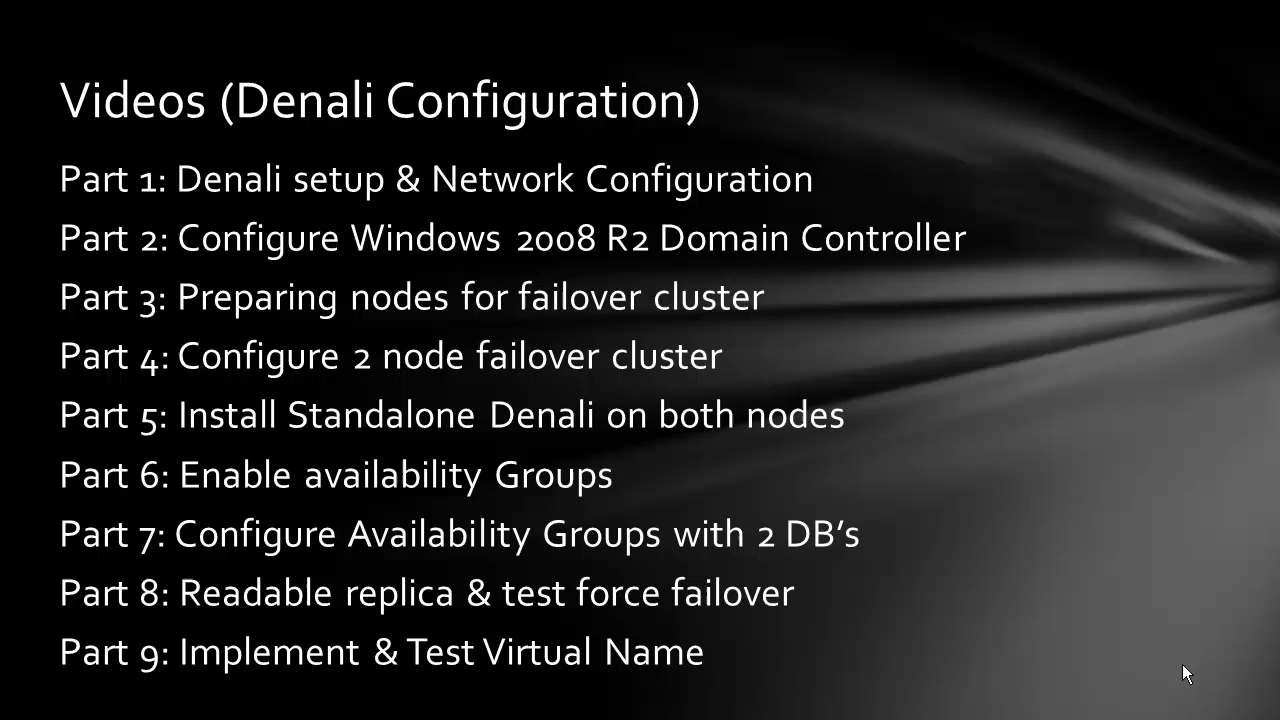 Videos (Denali Configuration)
Part 1: Denali setup & Network Configuration
Part 2: Configure Windows 2008 R2 Domain Controller
Part 3: Preparing nodes for failover cluster
Part 4: Configure 2 node failover cluster
Part 5: Install Standalone Denali on both nodes
Part 6: Enable availability Groups
Part 7: Configure Availability Groups with 2 DB’s
Part 8: Readable replica & test force failover
Part 9: Implement & Test Virtual Name